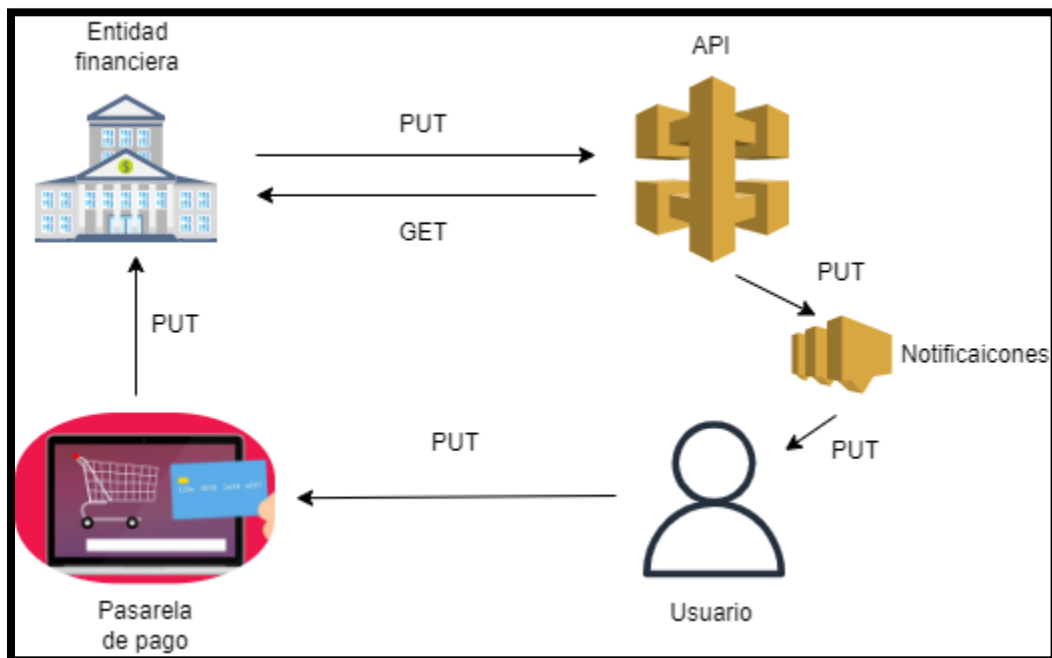 Entidad
financiera
API
PUT
GET
PUT
PUT
Notificaicones
PUT
PUT
Pasarela
de pago
Usuario